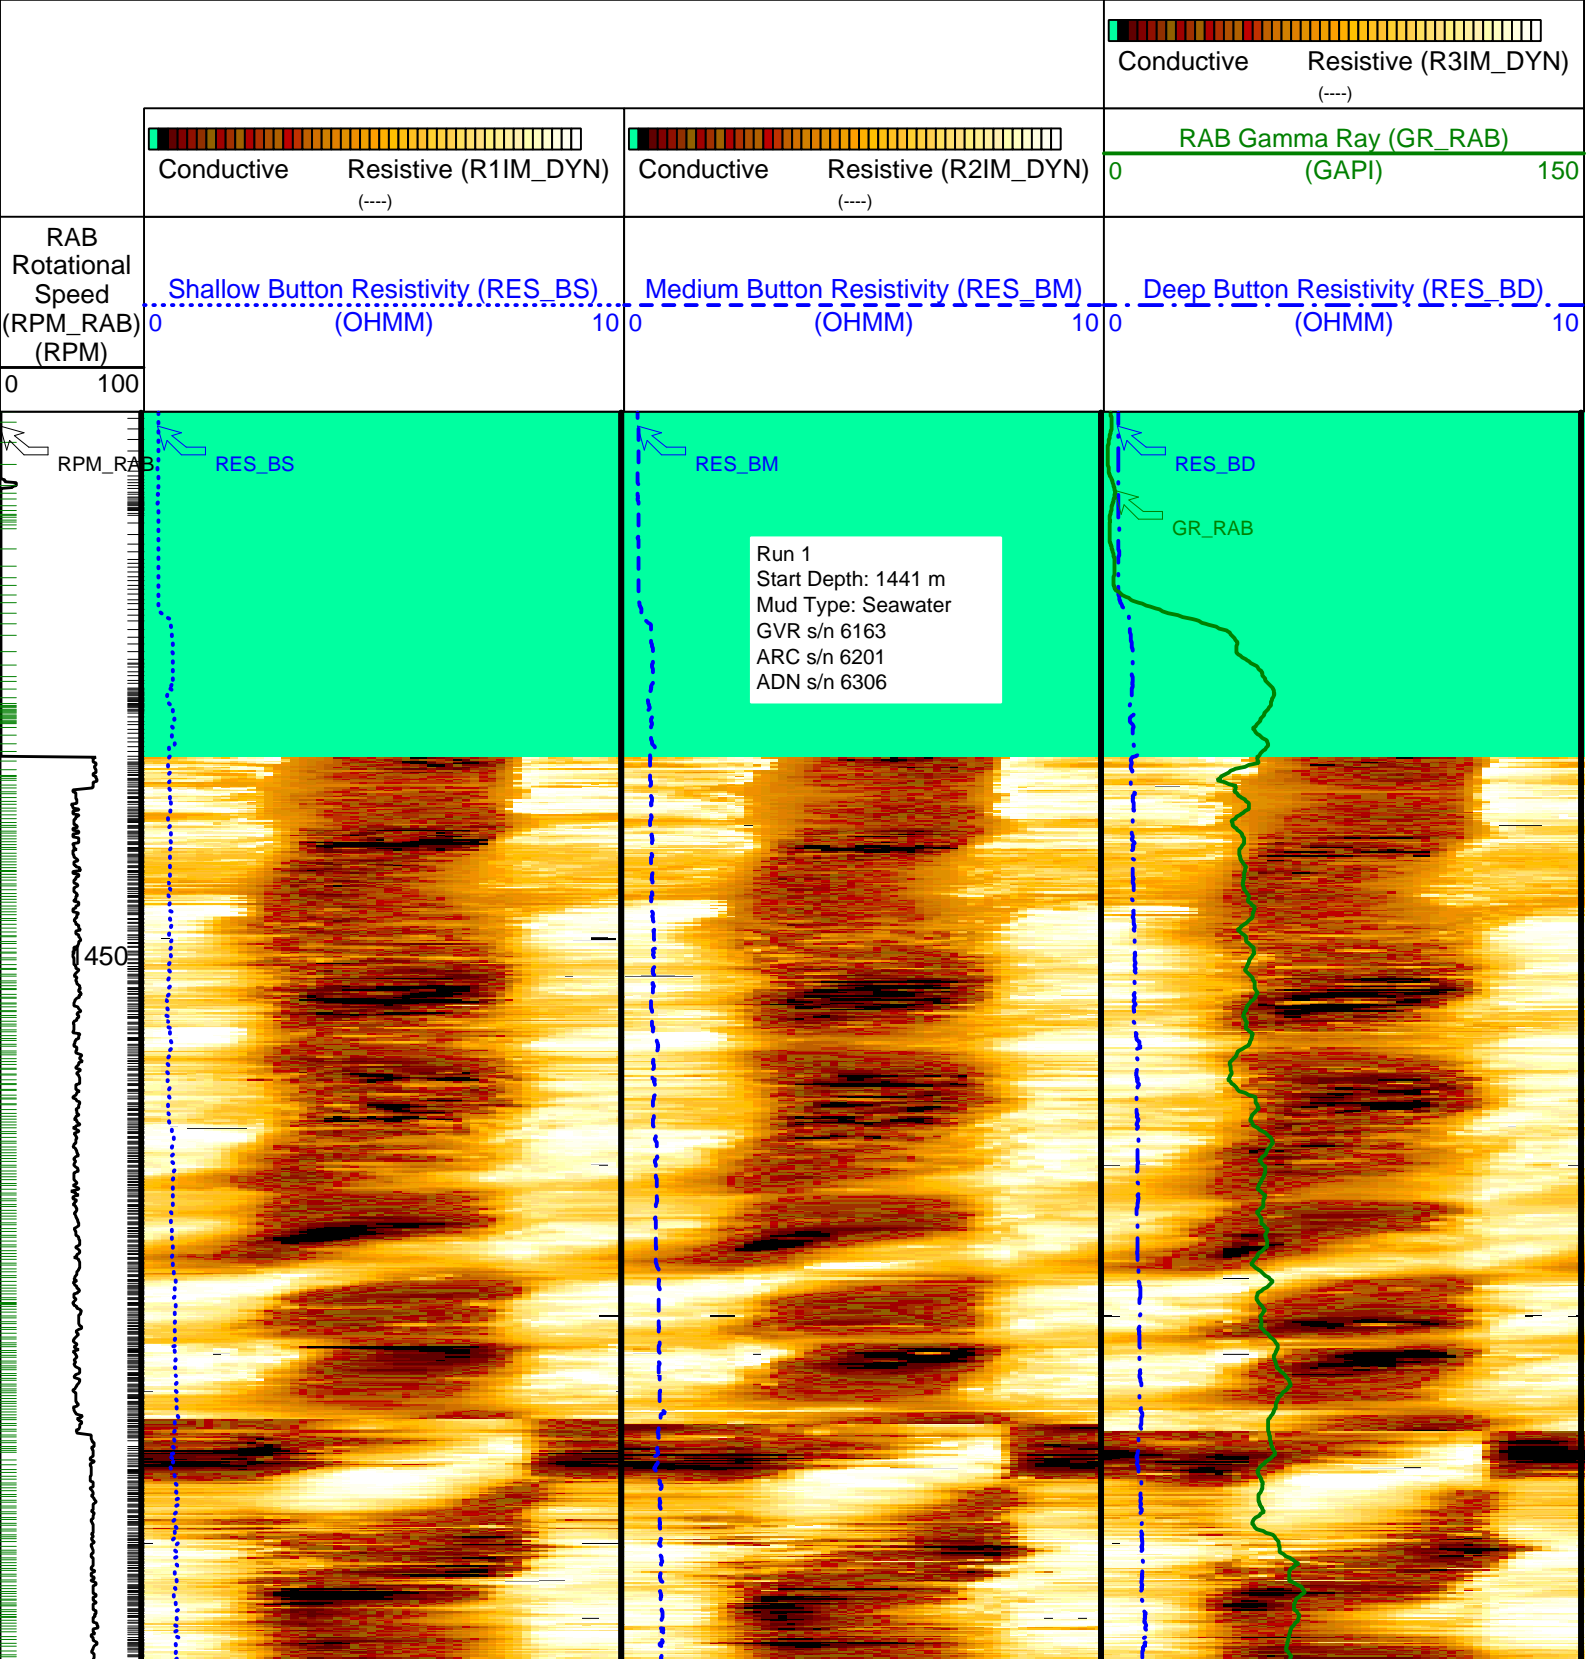 Conductive Resistive (R3IM_DYN)
(----)
Conductive Resistive (R1IM_DYN)
(----)
Conductive Resistive (R2IM_DYN)
(----)
RAB Gamma Ray (GR_RAB)
0 (GAPI) 150
RAB
Rotational
Speed
(RPM_RAB)
(RPM)
0 100
Shallow Button Resistivity (RES_BS)
0 (OHMM) 10
Medium Button Resistivity (RES_BM)
0 (OHMM) 10
Deep Button Resistivity (RES_BD)
0 (OHMM) 10
RPM_RAB
RES_BS
RES_BM
RES_BD
GR_RAB
Run 1
Start Depth: 1441 m
Mud Type: Seawater
GVR s/n 6163
ARC s/n 6201
ADN s/n 6306
450